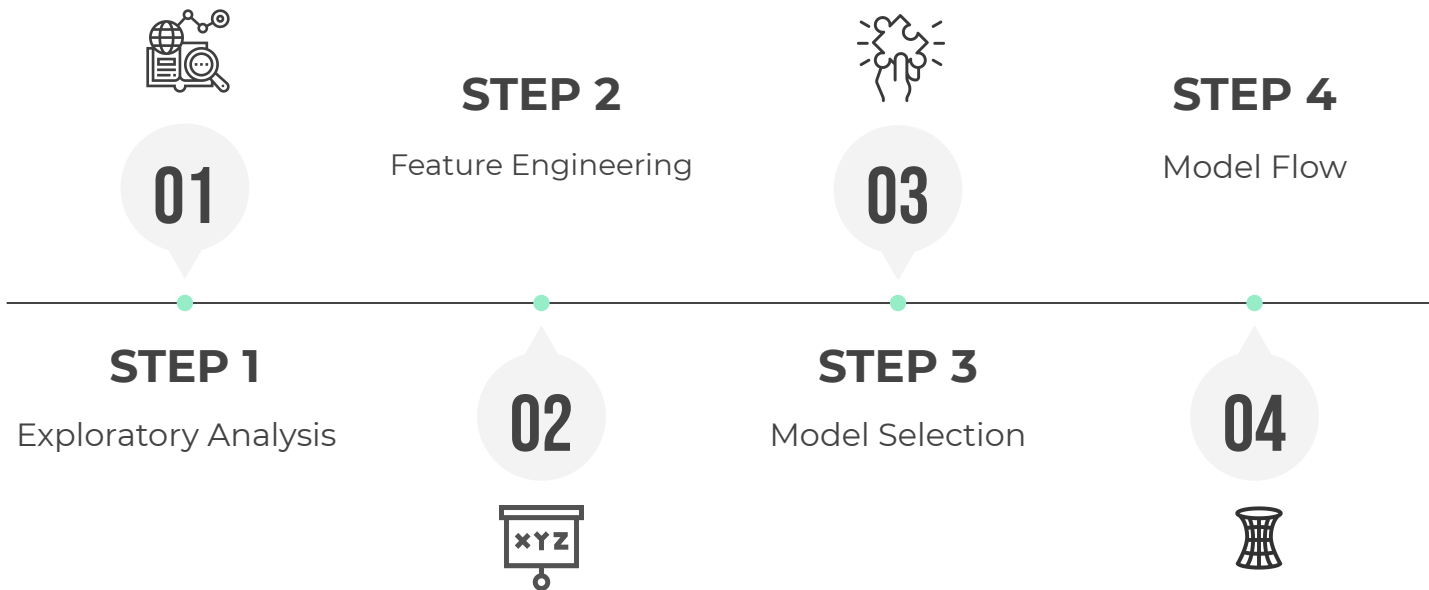 01
STEP 1
Exploratory Analysis
STEP 2
Feature Engineering
02
XYZ
03
STEP 3
Model Selection
STEP 4
Model Flow
04